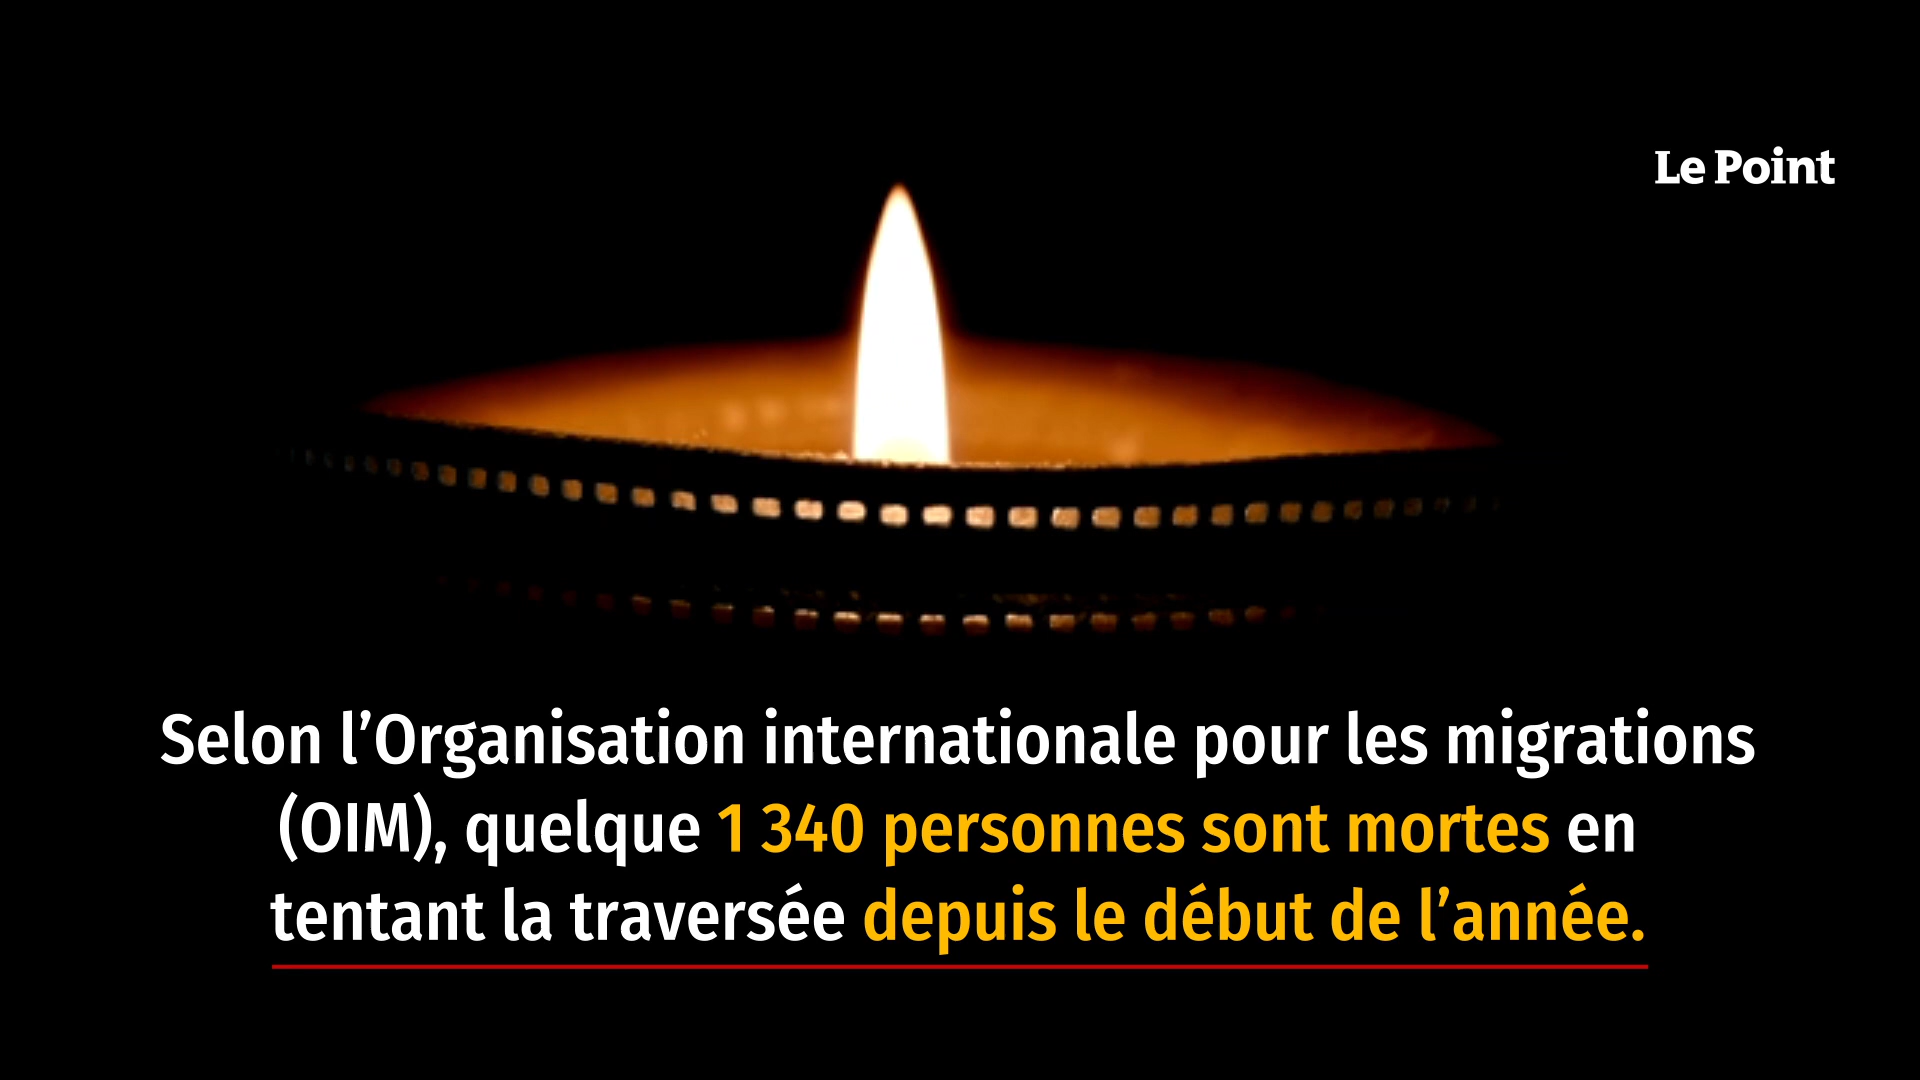 Le Point
Selon l’Organisation internationale pour les migrations
(OIM), quelque 1 340 personnes sont mortes en
tentant la traversée depuis le début de l’année.